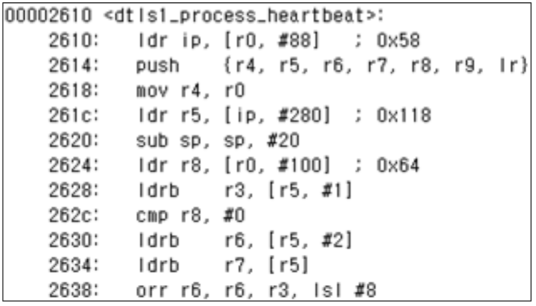 00002610 <dtls1_process_heartbeat>:
2610: ldr ip, [r0, #88] ; 0x58
2614: push {r4, r5, r6, r7, r8, r9, lr}
2618: mov r4, r0
261c: ldr r5, [ip, #280] ; 0x118
2620: sub sp, sp, #20
2624: ldr r8, [r0, #100] ; 0x64
2628: ldrb r3, [r5, #1]
262c: cmp r8, #0
2630: ldrb r6, [r5, #2]
2634: ldrb r7, [r5]
2638: orr r6, r6, r3, lsl #8